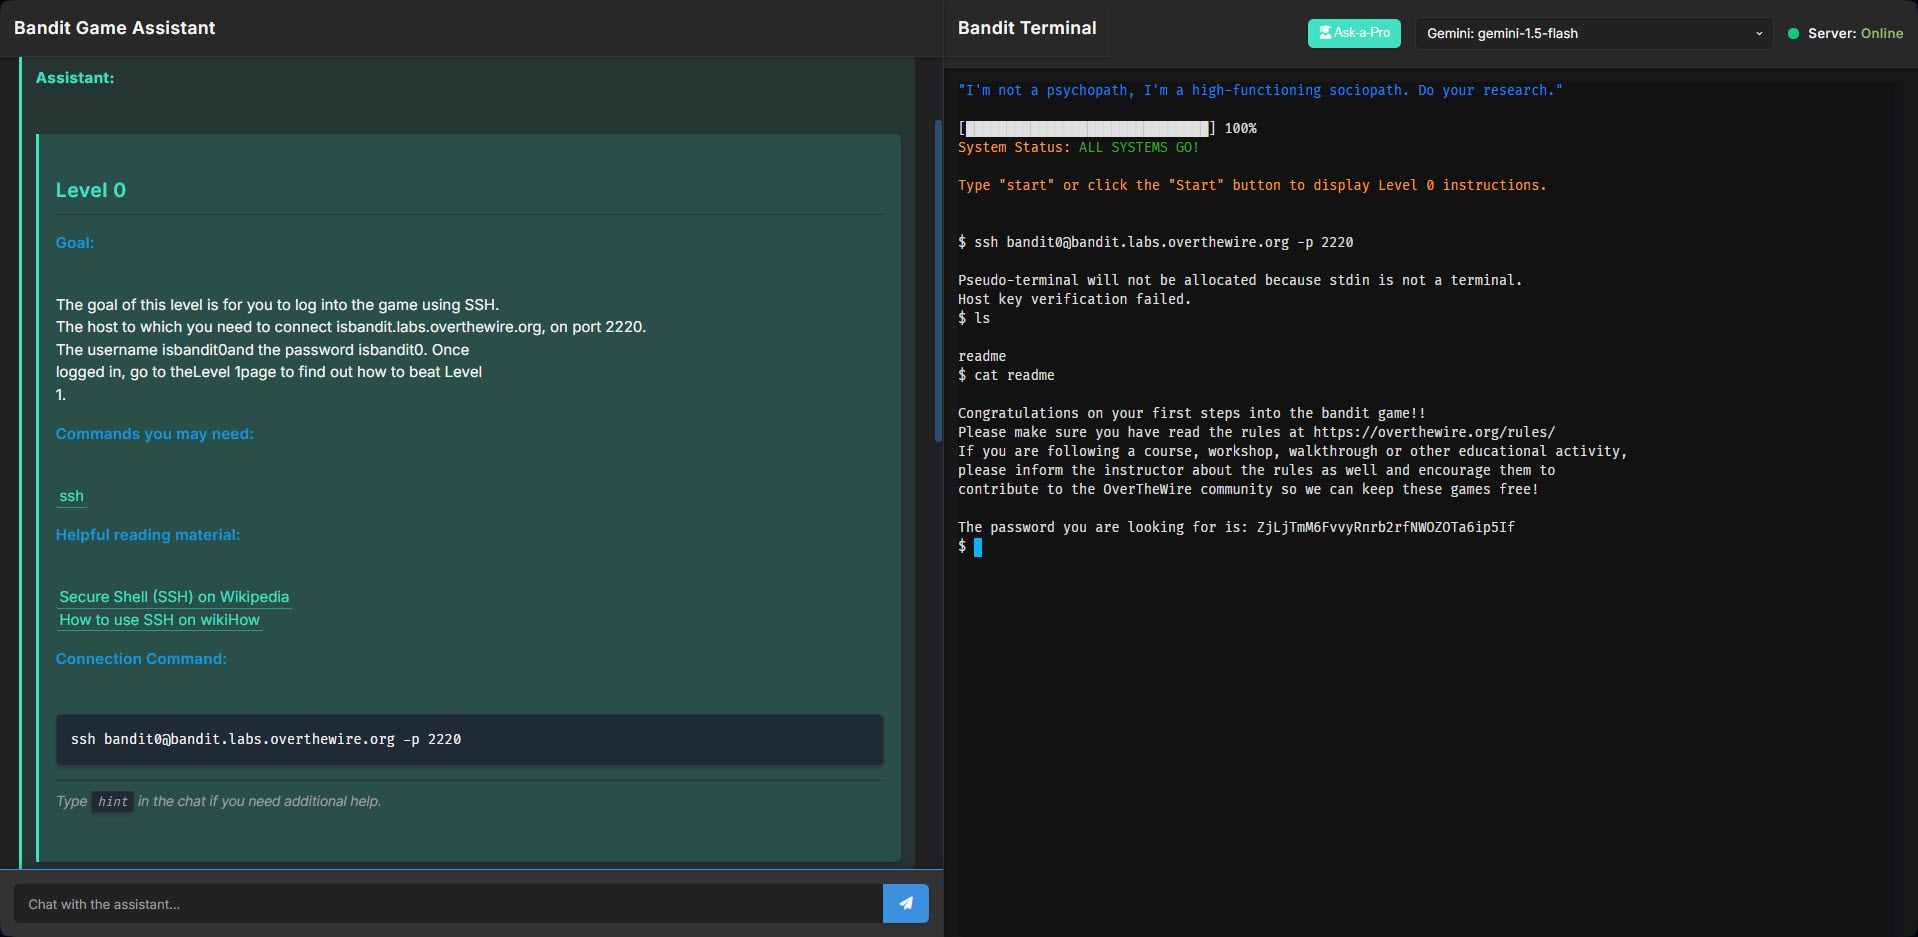 Bandit Game Assistant
Assistant:
Level 0
Goal:
The goal of this level is for you to log into the game using SSH.
The host to which you need to connect isbandit.labs.overthewire.org, on port 2220.
The username isbandit0and the password isbandit0. Once
logged in, go to theLevel 1page to find out how to beat Level
1.
Commands you may need:
ssh
Helpful reading material:
Secure Shell (SSH) on Wikipedia
How to use SSH on wikiHow
Connection Command:
ssh bandit0@bandit.labs.overthewire.org -p 2220
Type hint in the chat if you need additional help.
Chat with the assistant...
Bandit Terminal
Ask-a-Pro
Gemini: gemini-1.5-flash
Server: Online
"I'm not a psychopath, I'm a high-functioning sociopath. Do your research."
[██████████████████████████████] 100%
System Status: ALL SYSTEMS GO!
Type "start" or click the "Start" button to display Level 0 instructions.
$ ssh bandit0@bandit.labs.overthewire.org -p 2220
Pseudo-terminal will not be allocated because stdin is not a terminal.
Host key verification failed.
$ ls
readme
$ cat readme
Congratulations on your first steps into the bandit game!!
Please make sure you have read the rules at https://overthewire.org/rules/
If you are following a course, workshop, walkthrough or other educational activity,
please inform the instructor about the rules as well and encourage them to
contribute to the OverTheWire community so we can keep these games free!
The password you are looking for is: ZjLjTmM6FvvyRnrb2rfNWOZOTa6ip5If
$